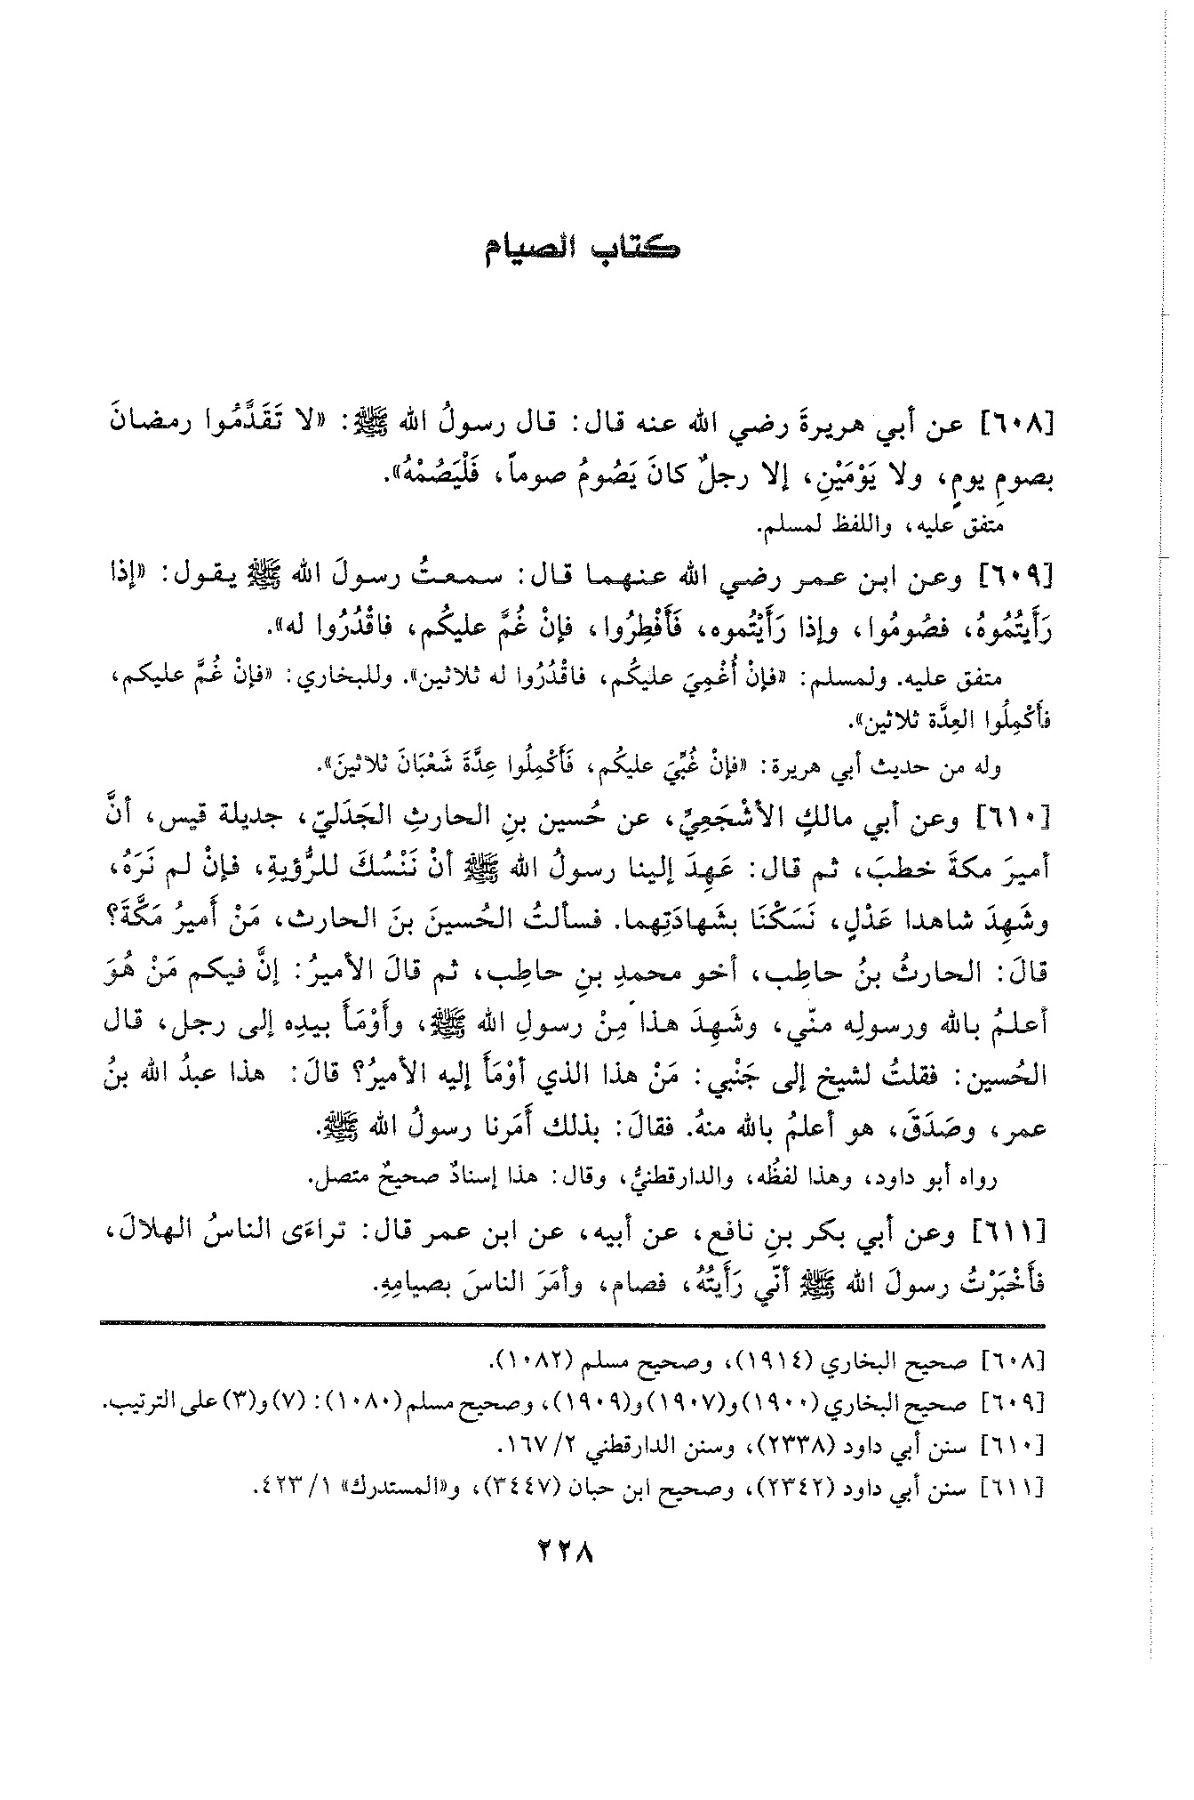 كتاب الصيام
[٦٠٨] عن أبي هريرةَ رضي الله عنه قال: قال رسولُ الله ﷺ: «لا تَقَدَّمُوا رمضانَ
بصومِ يومٍ، ولا يَوْمَيْنِ، إلا رجلٌ كانَ يَصُومُ صوماً، فَلْيَصُمْهُ».
متفق عليه، واللفظ لمسلم.
[٦٠٩] وعن ابن عمر رضي الله عنهما قال: سمعتُ رسولَ الله ﷺ يقول: «إذا
رَأَيتُمُوهُ، فصُومُوا، وإذا رَأَيْتُموه، فَأَفْطِرُوا، فإنْ غُمَّ عليكُم، فاقْدُرُوا له».
متفق عليه. ولمسلم: «فإنْ أُغْمِيَ عليكُم، فاقْدُرُوا له ثلاثين». وللبخاري: «فإنْ غُمَّ عليكم،
فأَكْمِلُوا العِدَّة ثلاثين».
وله من حديث أبي هريرة: «فإنْ غُبِّيَ عليكُم، فَأَكْمِلُوا عِدَّةَ شَعْبَانَ ثلاثينَ».
[٦١٠] وعن أبي مالكٍ الأشْجَعِيِّ، عن حُسين بنِ الحارثِ الجَدَليّ، جديلة قيس، أنَّ
أميرَ مكةَ خطبَ، ثم قال: عَهِدَ إلينا رسولُ الله ﷺ أنْ نَنْسُكَ للرُّؤيةِ، فإنْ لم نَرَهُ،
وشَهِدَ شاهدا عَدْلٍ، نَسَكْنَا بشَهادَتِهما. فسألتُ الحُسينَ بنَ الحارث، مَنْ أَميرُ مَكَّةَ؟
قالَ: الحارثُ بنُ حاطِب، أخو محمدِ بنِ حاطِب، ثم قالَ الأميرُ: إنَّ فيكم مَنْ هُوَ
أعلمُ بالله ورسولِه منّي، وشَهِدَ هذا مِنْ رسولِ الله ﷺ، وأَوْمَأَ بيدِه إلى رجل، قال
الحُسين: فقلتُ لشيخ إلى جَنْبي: مَنْ هذا الذي أوْمَأَ إليه الأميرُ؟ قالَ: هذا عبدُ الله بنُ
عمر، وصَدَقَ، هو أعلمُ بالله منهُ. فقالَ: بذلك أَمَرنا رسولُ الله ﷺ.
رواه أبو داود، وهذا لفظُه، والدارقطنيُّ، وقال: هذا إسنادٌ صحيحٌ متصل.
[٦١١] وعن أبي بكر بنِ نافع، عن أبيه، عن ابن عمر قال: تراءَى الناسُ الهلالَ،
فأَخْبَرْتُ رسولَ الله ﷺ أنّي رَأَيتُهُ، فصام، وأمَرَ الناسَ بصيامِهِ.
[٦٠٨] صحيح البخاري (١٩١٤)، وصحيح مسلم (١٠٨٢).
[٦٠٩] صحيح البخاري (١٩٠٠) و(١٩٠٧) و(١٩٠٩)، وصحيح مسلم (١٠٨٠): (٧) و(٣) على الترتيب.
[٦١٠] سنن أبي داود (٢٣٣٨)، وسنن الدارقطني ٢/ ١٦٧.
[٦١١] سنن أبي داود (٢٣٤٢)، وصحيح ابن حبان (٣٤٤٧)، و«المستدرك» ١/ ٤٢٣.
٢٢٨